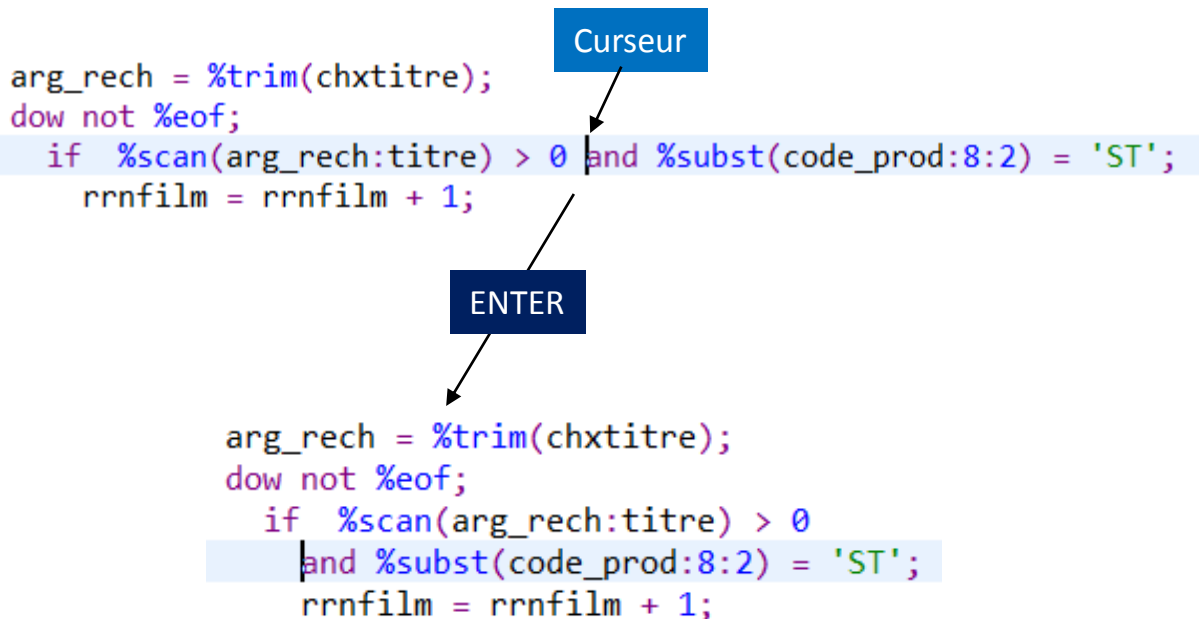 Curseur
arg_rech = %trim(chxtitre);
dow not %eof;
  if  %scan(arg_rech:titre) > 0 and %subst(code_prod:8:2) = 'ST';
    rrnfilm = rrnfilm + 1;
ENTER
arg_rech = %trim(chxtitre);
dow not %eof;
  if  %scan(arg_rech:titre) > 0
    and %subst(code_prod:8:2) = 'ST';
    rrnfilm = rrnfilm + 1;